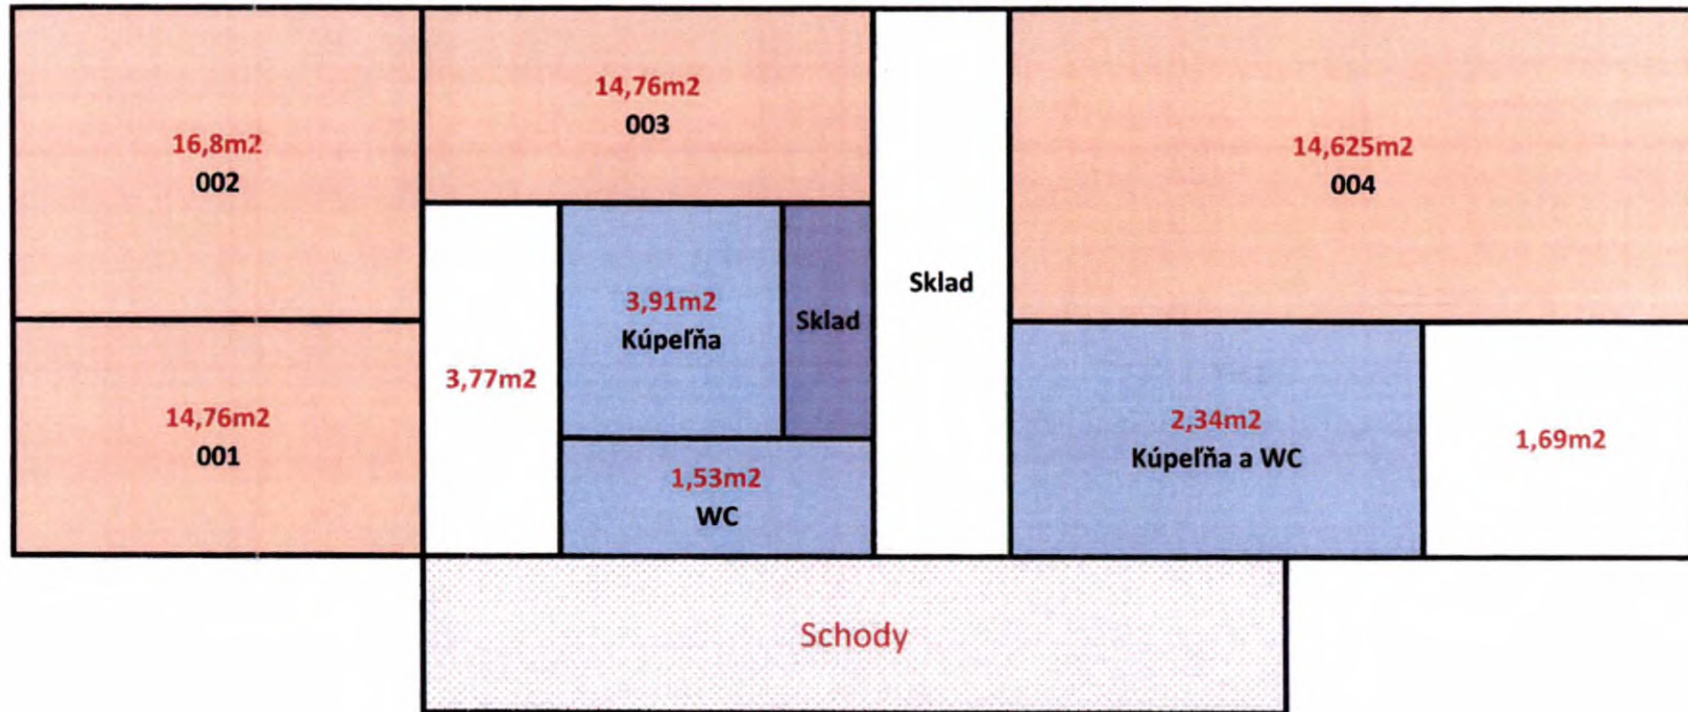 16,8m2
002
14,76m2
003
Sklad
14,625m2
004
3,77m2
3,91m2
Kúpeľňa
Sklad
14,76m2
001
1,53m2
WC
2,34m2
Kúpeľňa a WC
1,69m2
Schody